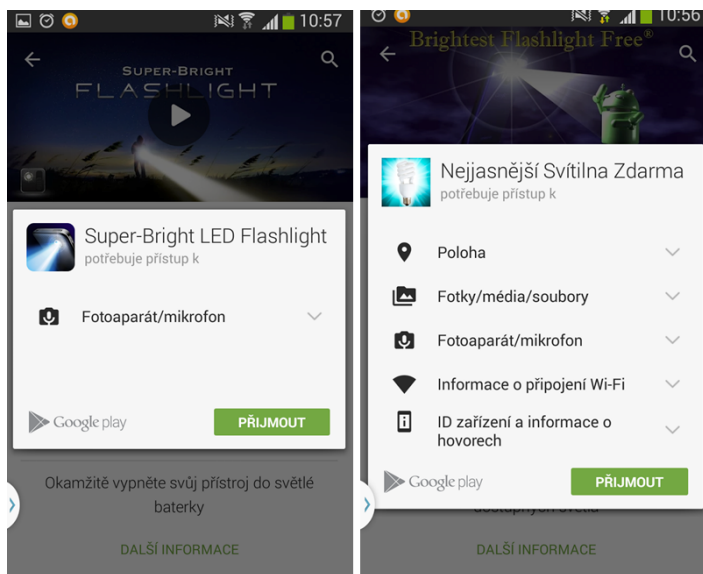 10:57
SUPER-BRIGHT
FLASHLIGHT
Super-Bright LED Flashlight
potřebuje přístup k
Fotoaparát/mikrofon
Google play
PŘIJMOUT
Okamžitě vypněte svůj přístroj do světlé
baterky
DALŠÍ INFORMACE
10:56
Brightest Flashlight Free®
Nejjasnější Svítilna Zdarma
potřebuje přístup k
Poloha
Fotky/média/soubory
Fotoaparát/mikrofon
Informace o připojení Wi-Fi
ID zařízení a informace o
hovorech
Google play
PŘIJMOUT
DALŠÍ INFORMACE